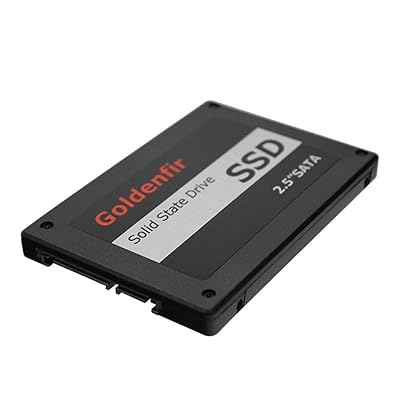 Goldenfir
Solid State Drive
SSD
2.5"SATA